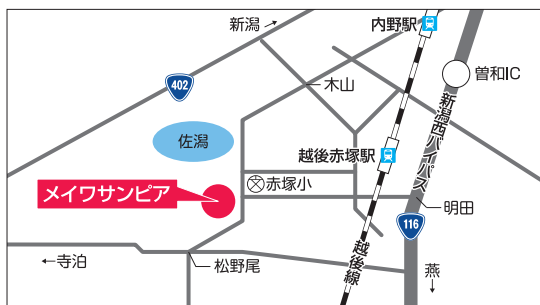 新潟
内野駅
402
曽和IC
木山
新潟西バイパス
佐潟
越後赤塚駅
赤塚小
メイワサンピア
明田
116
越後線
←寺泊
松野尾
燕